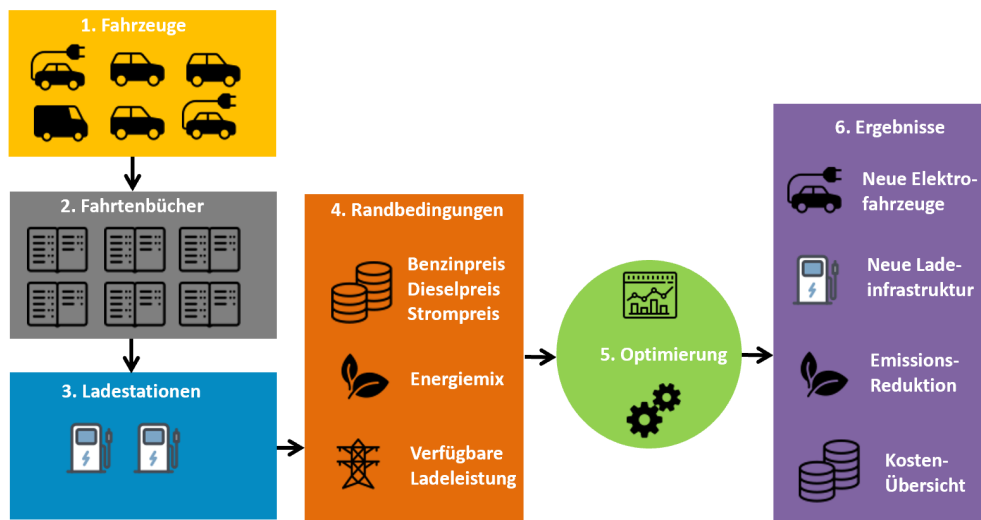 1. Fahrzeuge
2. Fahrtenbücher
3. Ladestationen
4. Randbedingungen
Benzinpreis
Dieselpreis
Strompreis
Energiemix
Verfügbare
Ladeleistung
5. Optimierung
6. Ergebnisse
Neue Elektro-
fahrzeuge
Neue Lade-
infrastruktur
Emissions-
Reduktion
Kosten-
Übersicht